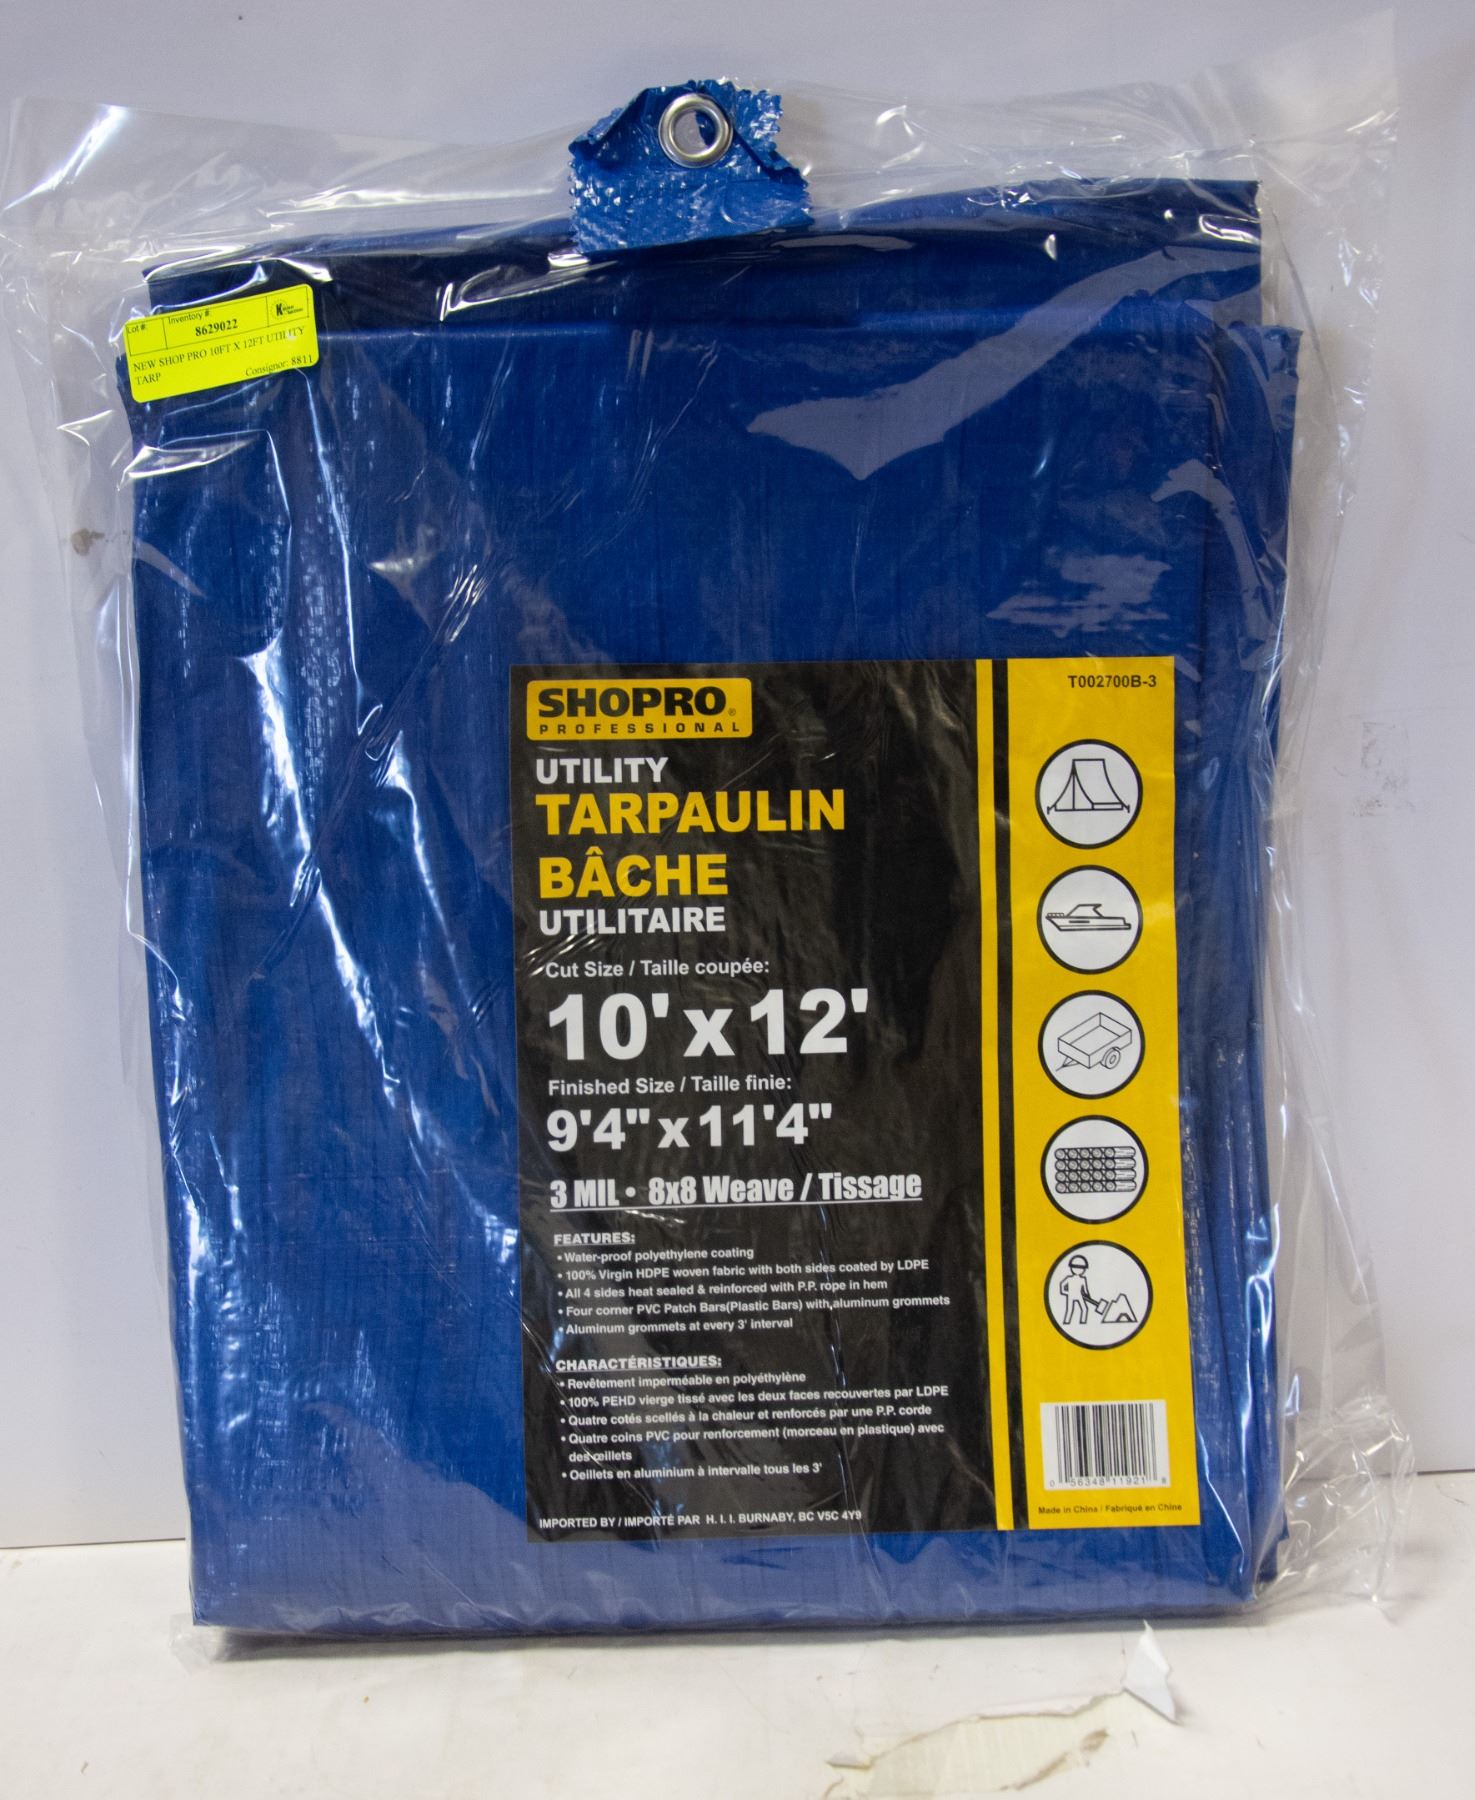 Lot #: Inventory #:
8629022
NEW SHOP PRO 10FT X 12FT UTILITY
TARP
Consignor: 8811
SHOPRO®
PROFESSIONAL
T002700B-3
UTILITY
TARPAULIN
BÂCHE
UTILITAIRE
Cut Size / Taille coupée:
10' x 12'
Finished Size / Taille finie:
9'4" x 11'4"
3 MIL • 8x8 Weave / Tissage
FEATURES:
• Water-proof polyethylene coating
• 100% Virgin HDPE woven fabric with both sides coated by LDPE
• All 4 sides heat sealed & reinforced with P.P. rope in hem
• Four corner PVC Patch Bars(Plastic Bars) with aluminum grommets
• Aluminum grommets at every 3' interval
CHARACTÉRISTIQUES:
• Revêtement imperméable en polyéthylène
• 100% PEHD vierge tissé avec les deux faces recouvertes par LDPE
• Quatre cotés scellés à la chaleur et renforcés par une P.P. corde
• Quatre coins PVC pour renforcement (morceau en plastique) avec
des œillets
• Oeillets en aluminium à intervalle tous les 3'
IMPORTED BY / IMPORTÉ PAR H. I. I. BURNABY, BC V5C 4Y9
0 56348 11921 8
Made in China / Fabriqué en Chine